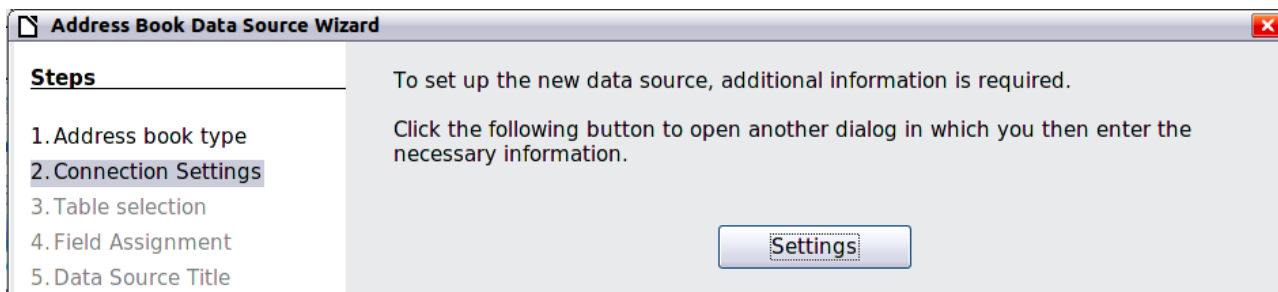 Address Book Data Source Wizard
Steps
1. Address book type
2. Connection Settings
3. Table selection
4. Field Assignment
5. Data Source Title
To set up the new data source, additional information is required.
Click the following button to open another dialog in which you then enter the
necessary information.
Settings